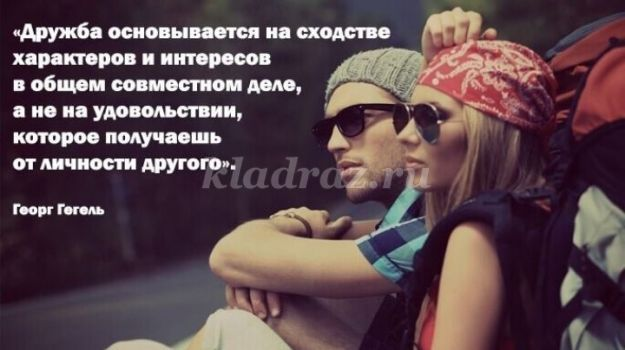 «Дружба основывается на сходстве
характеров и интересов
в общем совместном деле,
а не на удовольствии,
которое получаешь
от личности другого».
kladraz.ru
Георг Гегель